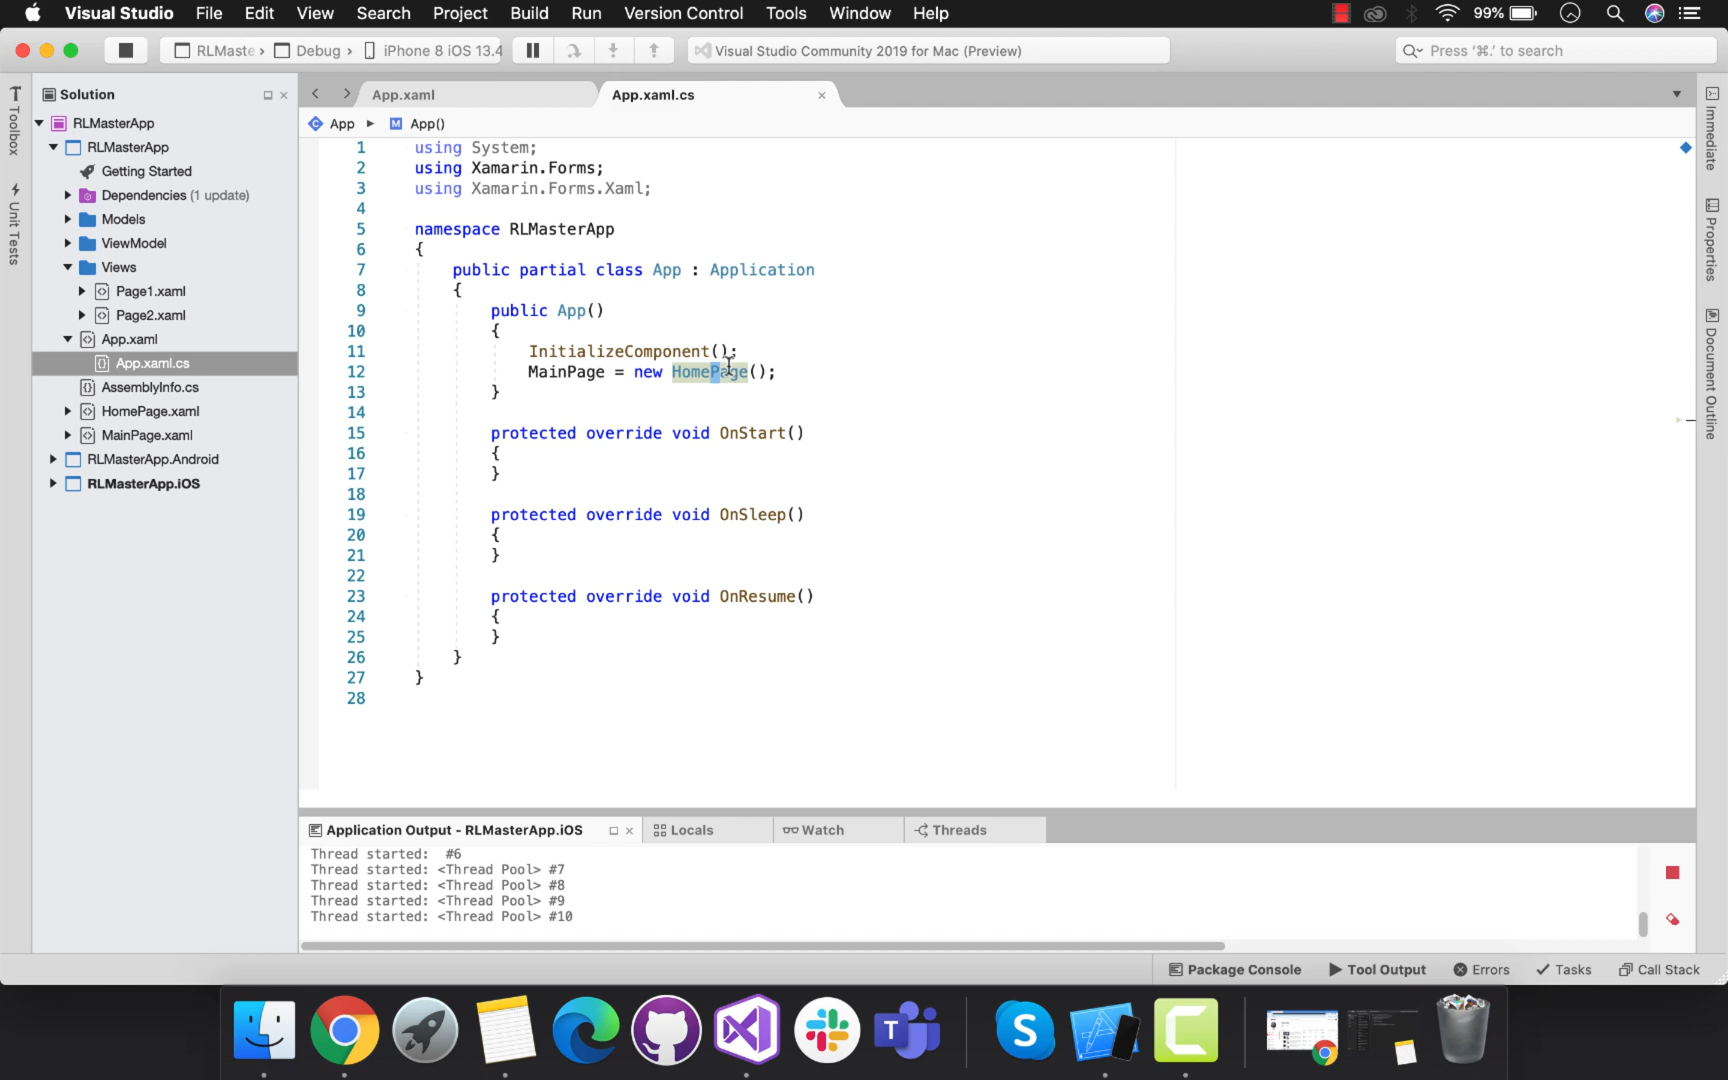 Visual Studio File Edit View Search Project Build Run Version Control Tools Window Help 99%
RLMaste › Debug › iPhone 8 iOS 13.4 Visual Studio Community 2019 for Mac (Preview) Press '⌘.' to search
Solution
App.xaml App.xaml.cs
Toolbox
Unit Tests
RLMasterApp
RLMasterApp
Getting Started
Dependencies (1 update)
Models
ViewModel
Views
Page1.xaml
Page2.xaml
App.xaml
App.xaml.cs
AssemblyInfo.cs
HomePage.xaml
MainPage.xaml
RLMasterApp.Android
RLMasterApp.iOS
App App()
1 using System;
2 using Xamarin.Forms;
3 using Xamarin.Forms.Xaml;
4
5 namespace RLMasterApp
6 {
7 public partial class App : Application
8 {
9 public App()
10 {
11 InitializeComponent();
12 MainPage = new HomePage();
13 }
14
15 protected override void OnStart()
16 {
17 }
18
19 protected override void OnSleep()
20 {
21 }
22
23 protected override void OnResume()
24 {
25 }
26 }
27 }
28
Immediate
Properties
Document Outline
Application Output - RLMasterApp.iOS Locals Watch Threads
Thread started: #6
Thread started: <Thread Pool> #7
Thread started: <Thread Pool> #8
Thread started: <Thread Pool> #9
Thread started: <Thread Pool> #10
Package Console Tool Output Errors Tasks Call Stack